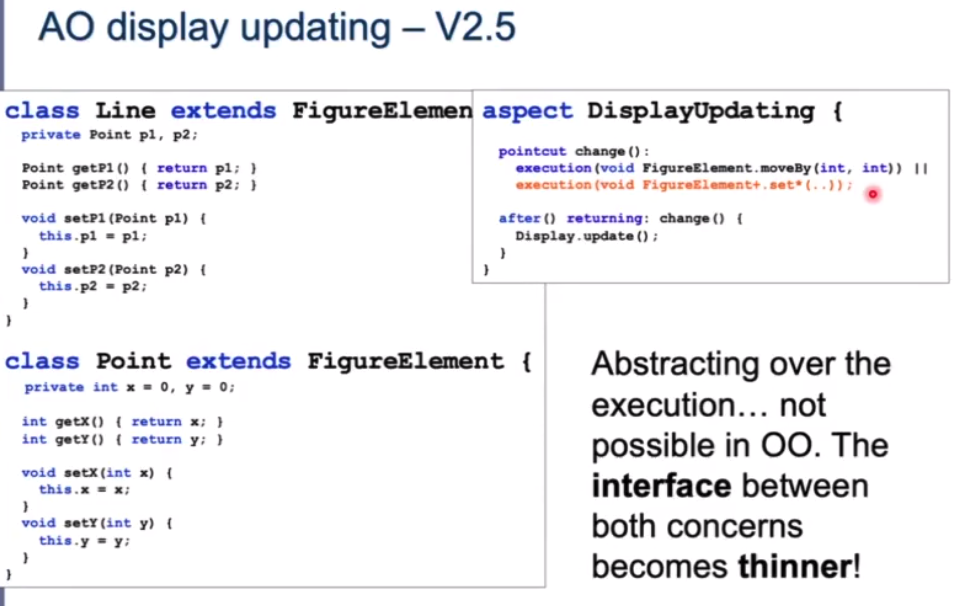 AO display updating – V2.5
class Line extends FigureElemen
private Point p1, p2;
Point getP1() { return p1; }
Point getP2() { return p2; }
void setP1(Point p1) {
this.p1 = p1;
}
void setP2(Point p2) {
this.p2 = p2;
}
}
class Point extends FigureElement {
private int x = 0, y = 0;
int getX() { return x; }
int getY() { return y; }
void setX(int x) {
this.x = x;
}
void setY(int y) {
this.y = y;
}
}
aspect DisplayUpdating {
pointcut change():
execution(void FigureElement.moveBy(int, int)) ||
execution(void FigureElement+.set*(..));
after() returning: change() {
Display.update();
}
}
Abstracting over the
execution… not
possible in OO. The
interface between
both concerns
becomes thinner!